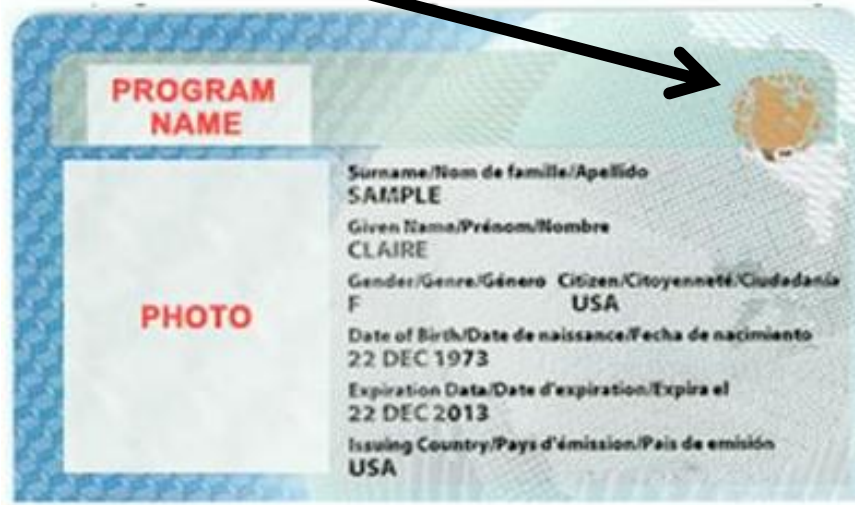 PROGRAM
NAME
Surname/Nom de famille/Apellido
SAMPLE
Given Name/Prénom/Nombre
CLAIRE
Gender/Genre/Género Citizen/Citoyenneté/Ciudadanía
F USA
PHOTO
Date of Birth/Date de naissance/Fecha de nacimiento
22 DEC 1973
Expiration Data/Date d'expiration/Expira el
22 DEC 2013
Issuing Country/Pays d'émission/Pais de emisión
USA